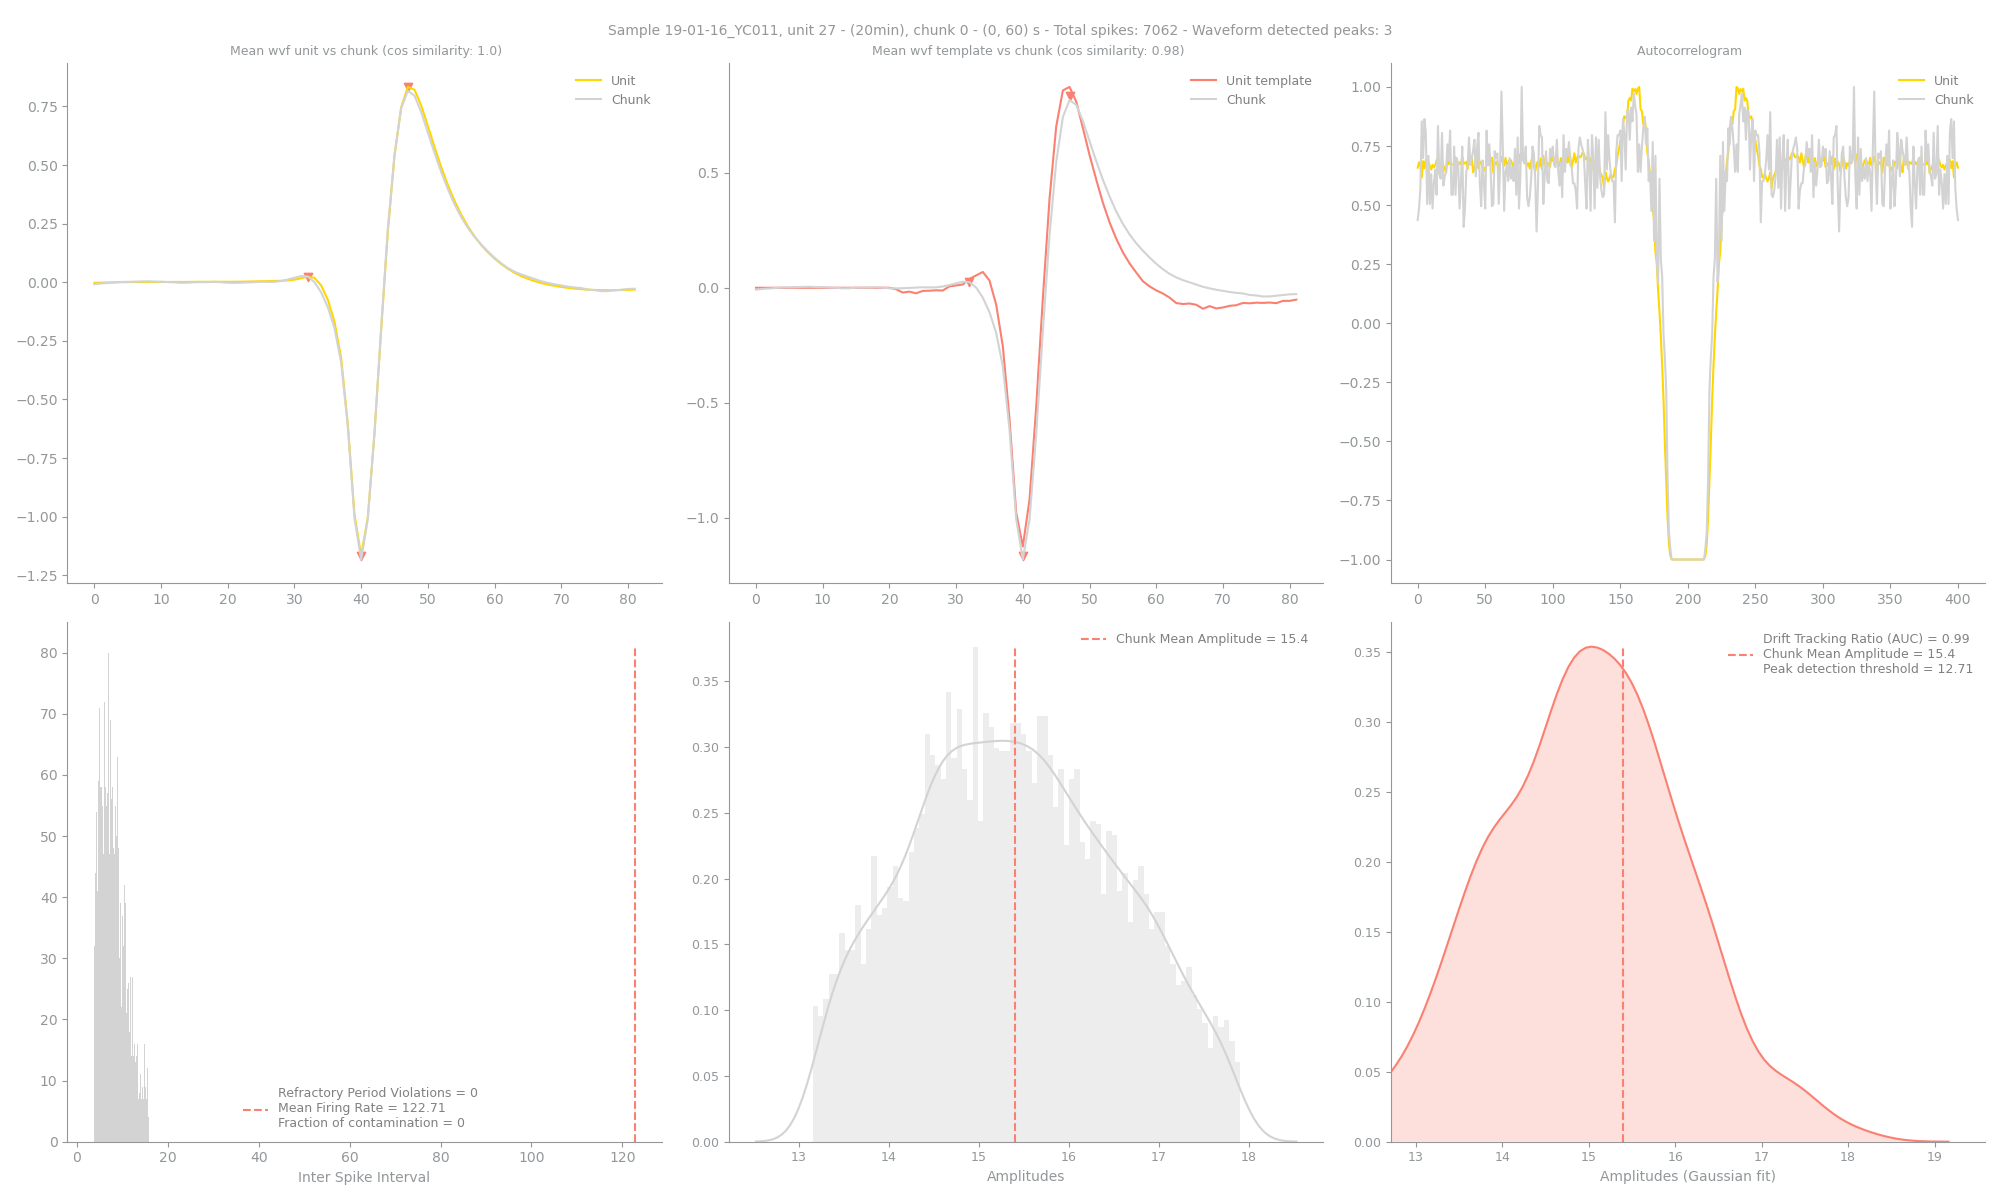 Sample 19-01-16_YC011, unit 27 - (20min), chunk 0 - (0, 60) s - Total spikes: 7062 - Waveform detected peaks: 3
Mean wvf unit vs chunk (cos similarity: 1.0)
Unit
Chunk
0.75
0.50
0.25
0.00
−0.25
−0.50
−0.75
−1.00
−1.25
0 10 20 30 40 50 60 70 80
Mean wvf template vs chunk (cos similarity: 0.98)
Unit template
Chunk
0.5
0.0
−0.5
−1.0
0 10 20 30 40 50 60 70 80
Autocorrelogram
Unit
Chunk
1.00
0.75
0.50
0.25
0.00
−0.25
−0.50
−0.75
−1.00
0 50 100 150 200 250 300 350 400
80
70
60
50
40
30
20
10
0
Refractory Period Violations = 0
Mean Firing Rate = 122.71
Fraction of contamination = 0
0 20 40 60 80 100 120
Inter Spike Interval
Chunk Mean Amplitude = 15.4
0.35
0.30
0.25
0.20
0.15
0.10
0.05
0.00
13 14 15 16 17 18
Amplitudes
Drift Tracking Ratio (AUC) = 0.99
Chunk Mean Amplitude = 15.4
Peak detection threshold = 12.71
0.35
0.30
0.25
0.20
0.15
0.10
0.05
0.00
13 14 15 16 17 18 19
Amplitudes (Gaussian fit)